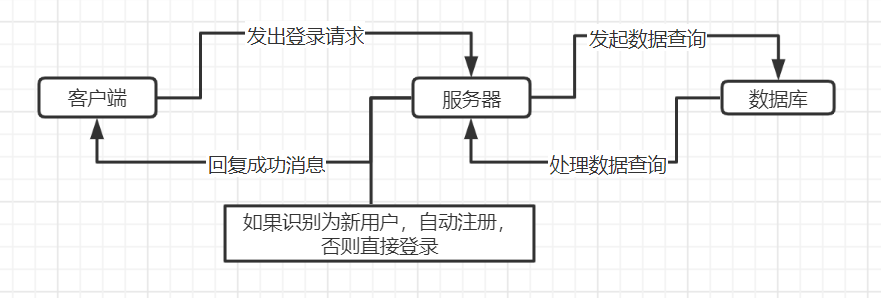 发出登录请求
发起数据查询
客户端
服务器
数据库
回复成功消息
处理数据查询
如果识别为新用户，自动注册，
否则直接登录